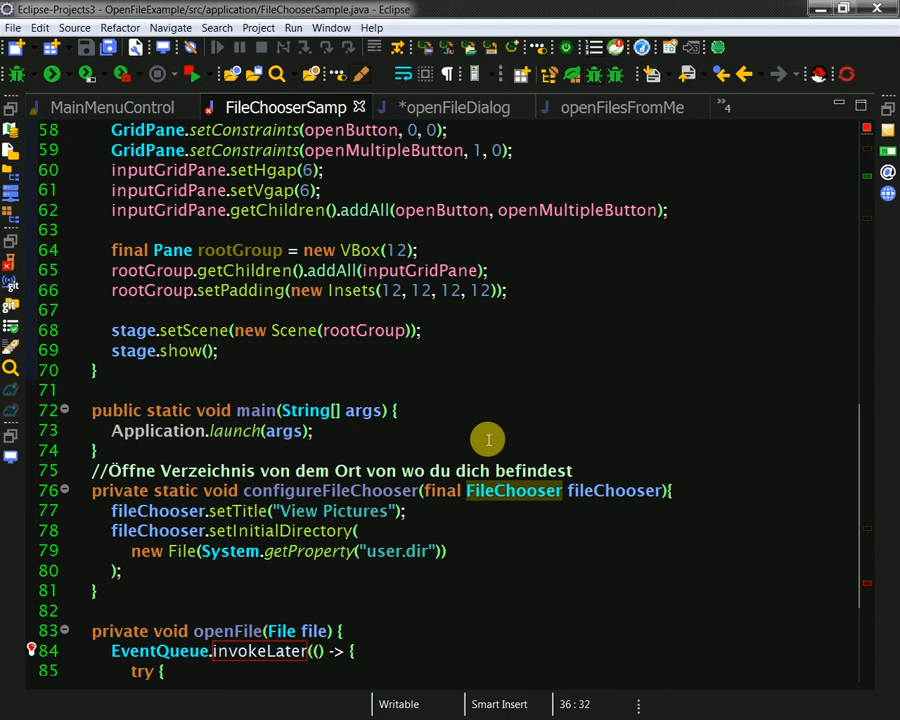 Eclipse-Projects3 - OpenFileExample/src/application/FileChooserSample.java - Eclipse
File Edit Source Refactor Navigate Search Project Run Window Help
MainMenuControl FileChooserSamp *openFileDialog openFilesFromMe »4
58 GridPane.setConstraints(openButton, 0, 0);
59 GridPane.setConstraints(openMultipleButton, 1, 0);
60 inputGridPane.setHgap(6);
61 inputGridPane.setVgap(6);
62 inputGridPane.getChildren().addAll(openButton, openMultipleButton);
63
64 final Pane rootGroup = new VBox(12);
65 rootGroup.getChildren().addAll(inputGridPane);
66 rootGroup.setPadding(new Insets(12, 12, 12, 12));
67
68 stage.setScene(new Scene(rootGroup));
69 stage.show();
70 }
71
72 public static void main(String[] args) {
73 Application.launch(args);
74 }
75 //Öffne Verzeichnis von dem Ort von wo du dich befindest
76 private static void configureFileChooser(final FileChooser fileChooser){
77 fileChooser.setTitle("View Pictures");
78 fileChooser.setInitialDirectory(
79 new File(System.getProperty("user.dir"))
80 );
81 }
82
83 private void openFile(File file) {
84 EventQueue.invokeLater(() -> {
85 try {
Writable Smart Insert 36 : 32